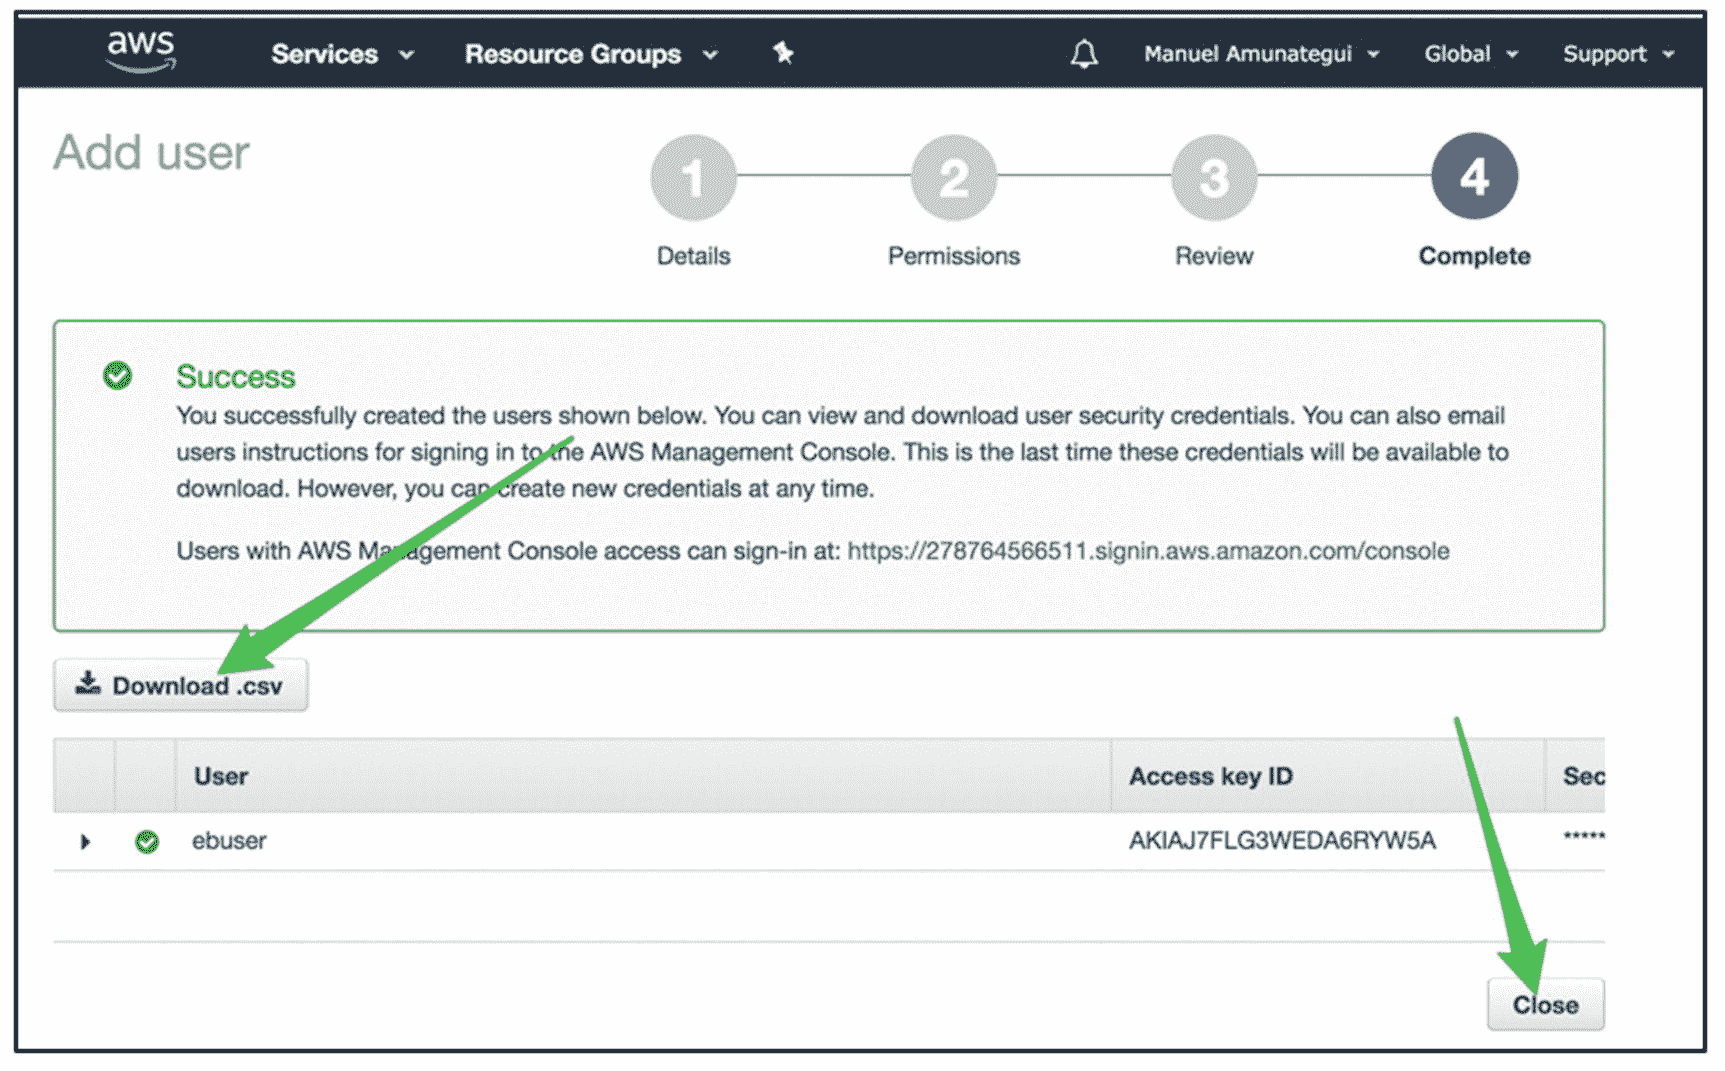 aws Services Resource Groups Manuel Amunategui Global Support
Add user
1 2 3 4
Details Permissions Review Complete
Success
You successfully created the users shown below. You can view and download user security credentials. You can also email
users instructions for signing in to the AWS Management Console. This is the last time these credentials will be available to
download. However, you can create new credentials at any time.
Users with AWS Management Console access can sign-in at: https://278764566511.signin.aws.amazon.com/console
Download .csv
User Access key ID Sec
ebuser AKIAJ7FLG3WEDA6RYW5A *****
Close